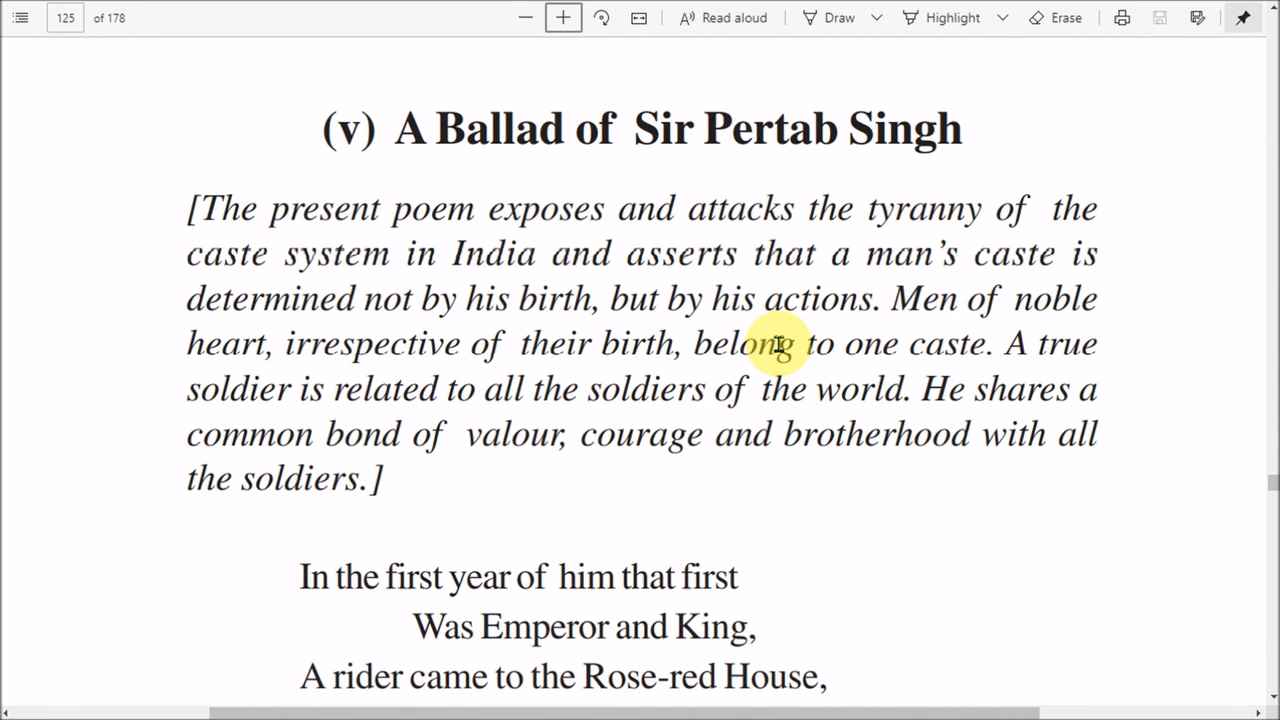 125 of 178 Read aloud Draw Highlight Erase
(v) A Ballad of Sir Pertab Singh
[The present poem exposes and attacks the tyranny of the
caste system in India and asserts that a man’s caste is
determined not by his birth, but by his actions. Men of noble
heart, irrespective of their birth, belong to one caste. A true
soldier is related to all the soldiers of the world. He shares a
common bond of valour, courage and brotherhood with all
the soldiers.]
In the first year of him that first
Was Emperor and King,
A rider came to the Rose-red House,